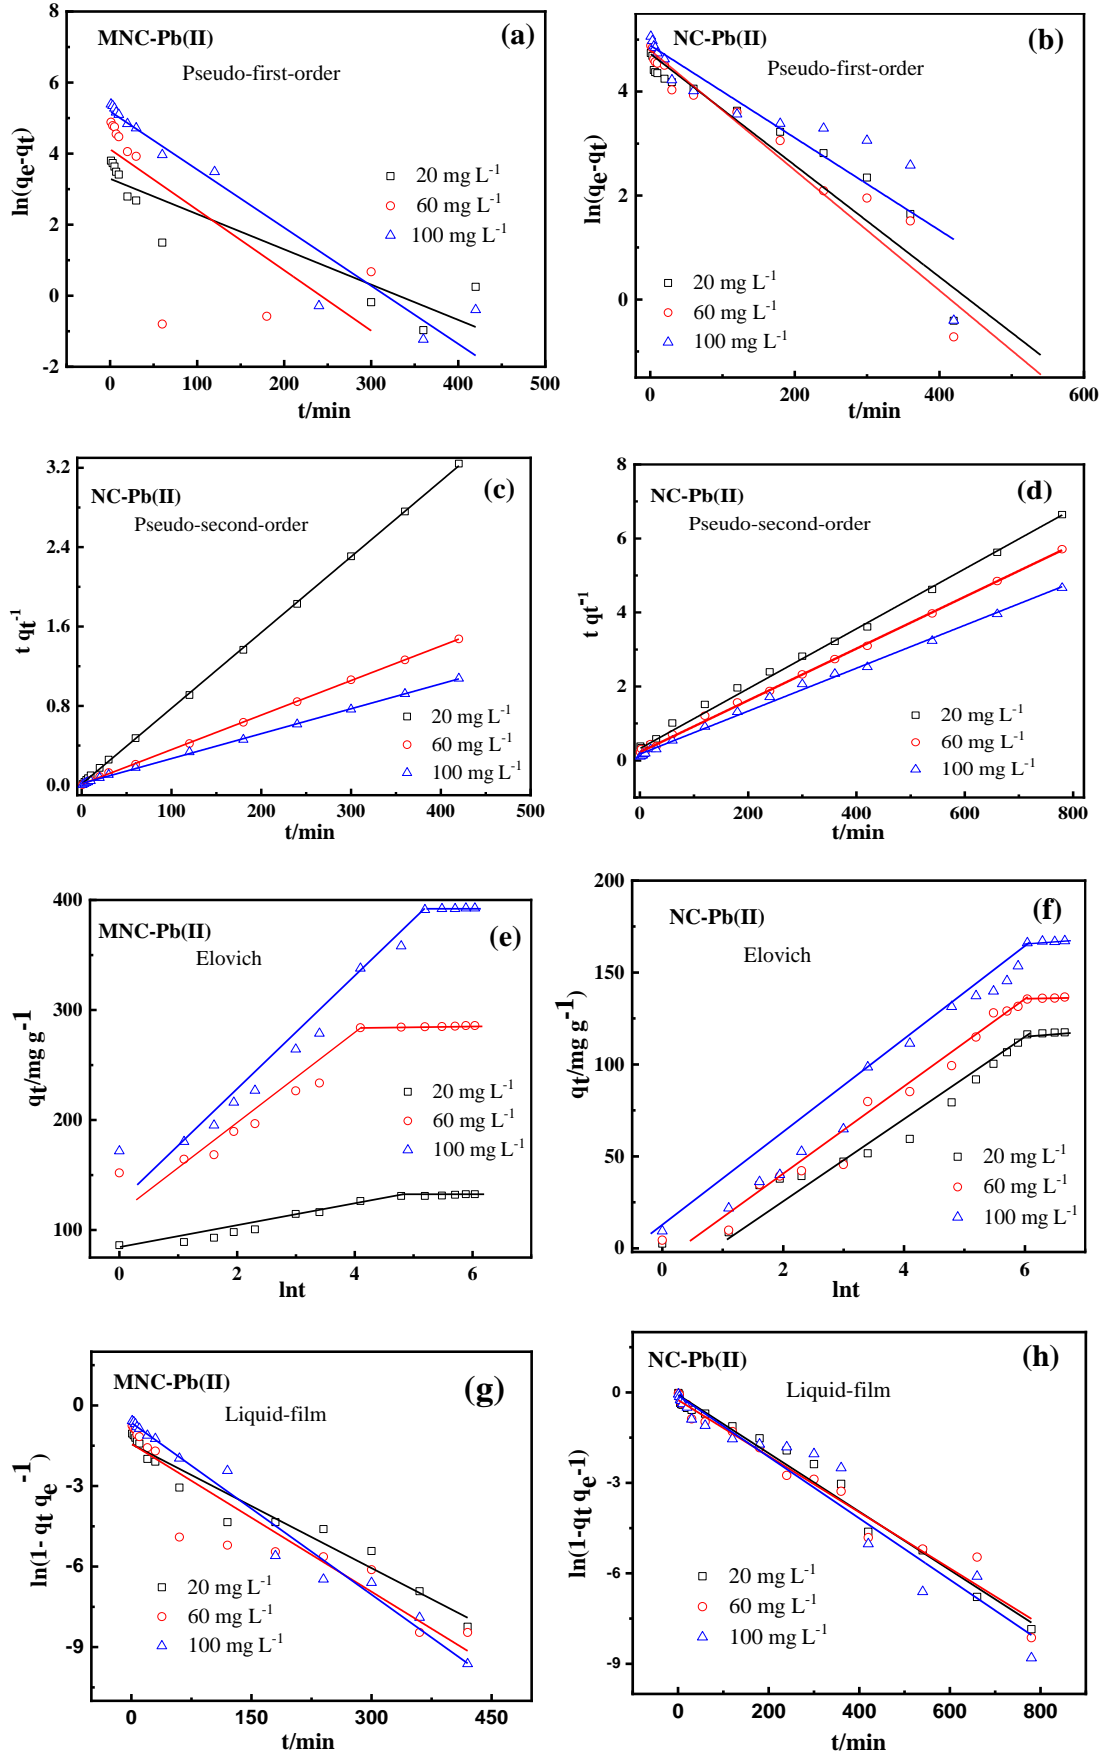 MNC-Pb(II)
(a)
Pseudo-first-order
20 mg L-1
60 mg L-1
100 mg L-1
ln(qe-qt)
8
6
4
2
0
-2
0 100 200 300 400 500
t/min
NC-Pb(II)
(b)
Pseudo-first-order
20 mg L-1
60 mg L-1
100 mg L-1
ln(qe-qt)
4
2
0
0 200 400 600
t/min
NC-Pb(II)
(c)
Pseudo-second-order
20 mg L-1
60 mg L-1
100 mg L-1
t qt-1
3.2
2.4
1.6
0.8
0.0
0 100 200 300 400 500
t/min
NC-Pb(II)
(d)
Pseudo-second-order
20 mg L-1
60 mg L-1
100 mg L-1
t qt-1
8
6
4
2
0
0 200 400 600 800
t/min
MNC-Pb(II)
(e)
Elovich
20 mg L-1
60 mg L-1
100 mg L-1
qt/mg g-1
400
300
200
100
0 2 4 6
lnt
NC-Pb(II)
(f)
Elovich
20 mg L-1
60 mg L-1
100 mg L-1
qt/mg g-1)
200
150
100
50
0
0 2 4 6
lnt
MNC-Pb(II)
(g)
Liquid-film
20 mg L-1
60 mg L-1
100 mg L-1
ln(1- qt qe-1
0
-3
-6
-9
0 150 300 450
t/min
NC-Pb(II)
(h)
Liquid-film
20 mg L-1
60 mg L-1
100 mg L-1
ln(1-qt qe-1)
0
-3
-6
-9
0 200 400 600 800
t/min